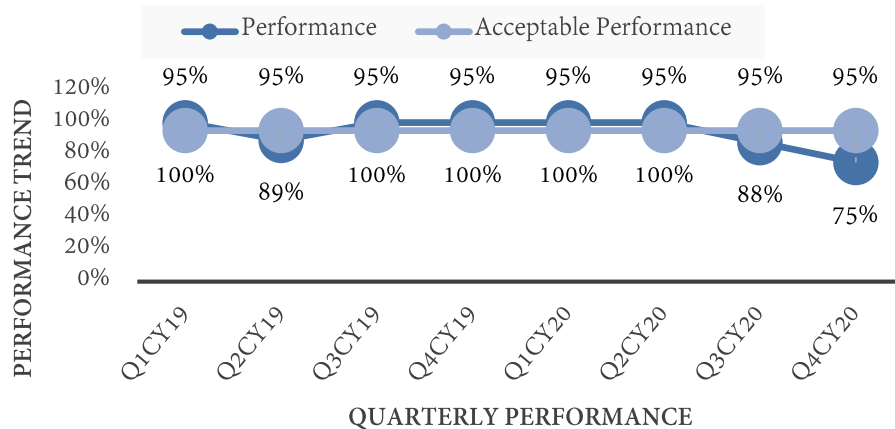 Performance Acceptable Performance
95% 95% 95% 95% 95% 95% 95% 95%
120%
100%
80%
60%
40%
20%
0%
100% 89% 100% 100% 100% 100% 88% 75%
PERFORMANCE TREND
Q1CY19 Q2CY19 Q3CY19 Q4CY19 Q1CY20 Q2CY20 Q3CY20 Q4CY20
QUARTERLY PERFORMANCE